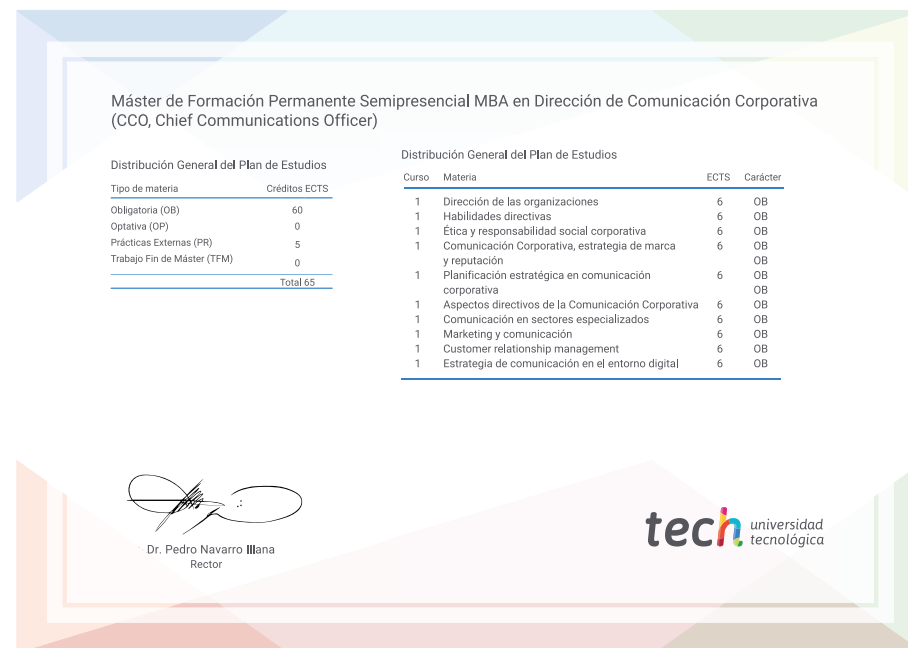 Máster de Formación Permanente Semipresencial MBA en Dirección de Comunicación Corporativa
(CCO, Chief Communications Officer)
Distribución General del Plan de Estudios
Tipo de materia Créditos ECTS
Obligatoria (OB) 60
Optativa (OP) 0
Prácticas Externas (PR) 5
Trabajo Fin de Máster (TFM) 0
Total 65
Distribución General del Plan de Estudios
Curso Materia ECTS Carácter
1 Dirección de las organizaciones 6 OB
1 Habilidades directivas 6 OB
1 Ética y responsabilidad social corporativa 6 OB
1 Comunicación Corporativa, estrategia de marca 6 OB
y reputación OB
1 Planificación estratégica en comunicación 6 OB
corporativa OB
1 Aspectos directivos de la Comunicación Corporativa 6 OB
1 Comunicación en sectores especializados 6 OB
1 Marketing y comunicación 6 OB
1 Customer relationship management 6 OB
1 Estrategia de comunicación en el entorno digital 6 OB
Dr. Pedro Navarro Illana
Rector
tech universidad
tecnológica